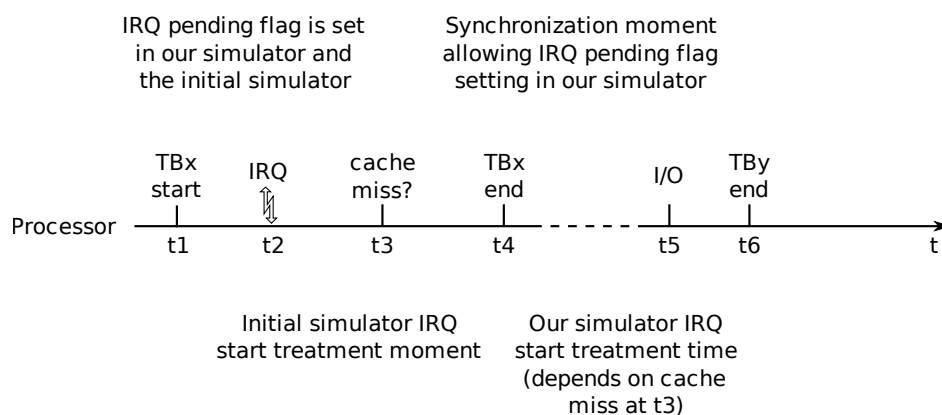 IRQ pending flag is set
in our simulator and
the initial simulator
Synchronization moment
allowing IRQ pending flag
setting in our simulator
TBx
start
IRQ
cache
miss?
TBx
end
I/O
TBy
end
Processor
t1
t2
t3
t4
t5
t6
t
Initial simulator IRQ
start treatment moment
Our simulator IRQ
start treatment time
(depends on cache
miss at t3)